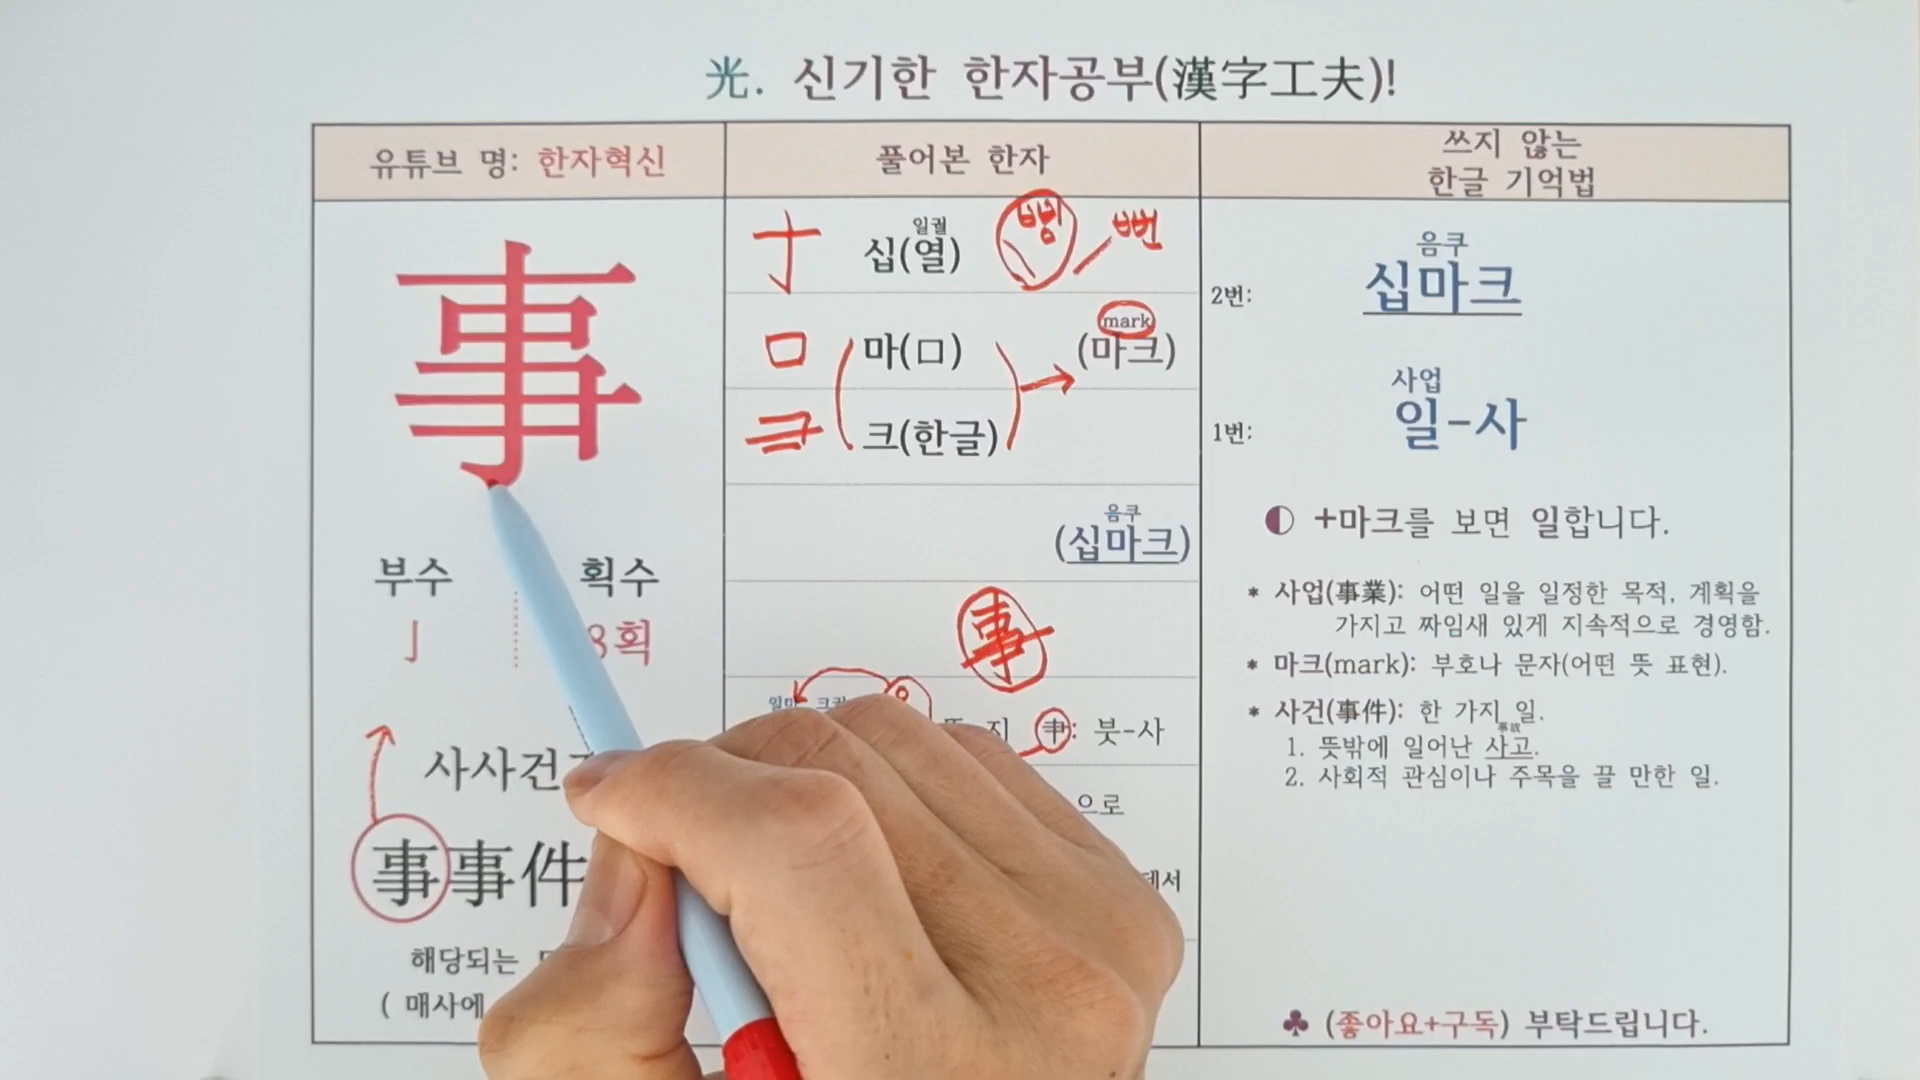 光. 신기한 한자공부(漢字工夫)!
유튜브 명: 한자혁신
풀어본 한자
쓰지 않는
한글 기억법
事
부수
획수
亅
8획
사사건
事事件
해당되는
( 매사에
일궐
십(열)
빵
뻔
mark
마(ㅁ)
(마크)
크(한글)
음쿠
(십마크)
事
지
: 붓-사
으로
데서
음쿠
2번: 십마크
사업
1번: 일-사
◐ +마크를 보면 일합니다.
* 사업(事業): 어떤 일을 일정한 목적, 계획을
가지고 짜임새 있게 지속적으로 경영함.
* 마크(mark): 부호나 문자(어떤 뜻 표현).
* 사건(事件): 한 가지 일.
事故
1. 뜻밖에 일어난 사고.
2. 사회적 관심이나 주목을 끌 만한 일.
♣ (좋아요+구독) 부탁드립니다.